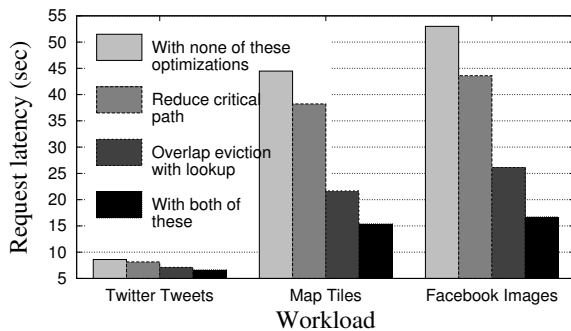 Request latency (sec)
55
50
45
40
35
30
25
20
15
10
5
With none of these
optimizations
Reduce critical
path
Overlap eviction
with lookup
With both of
these
Twitter Tweets
Map Tiles
Facebook Images
Workload